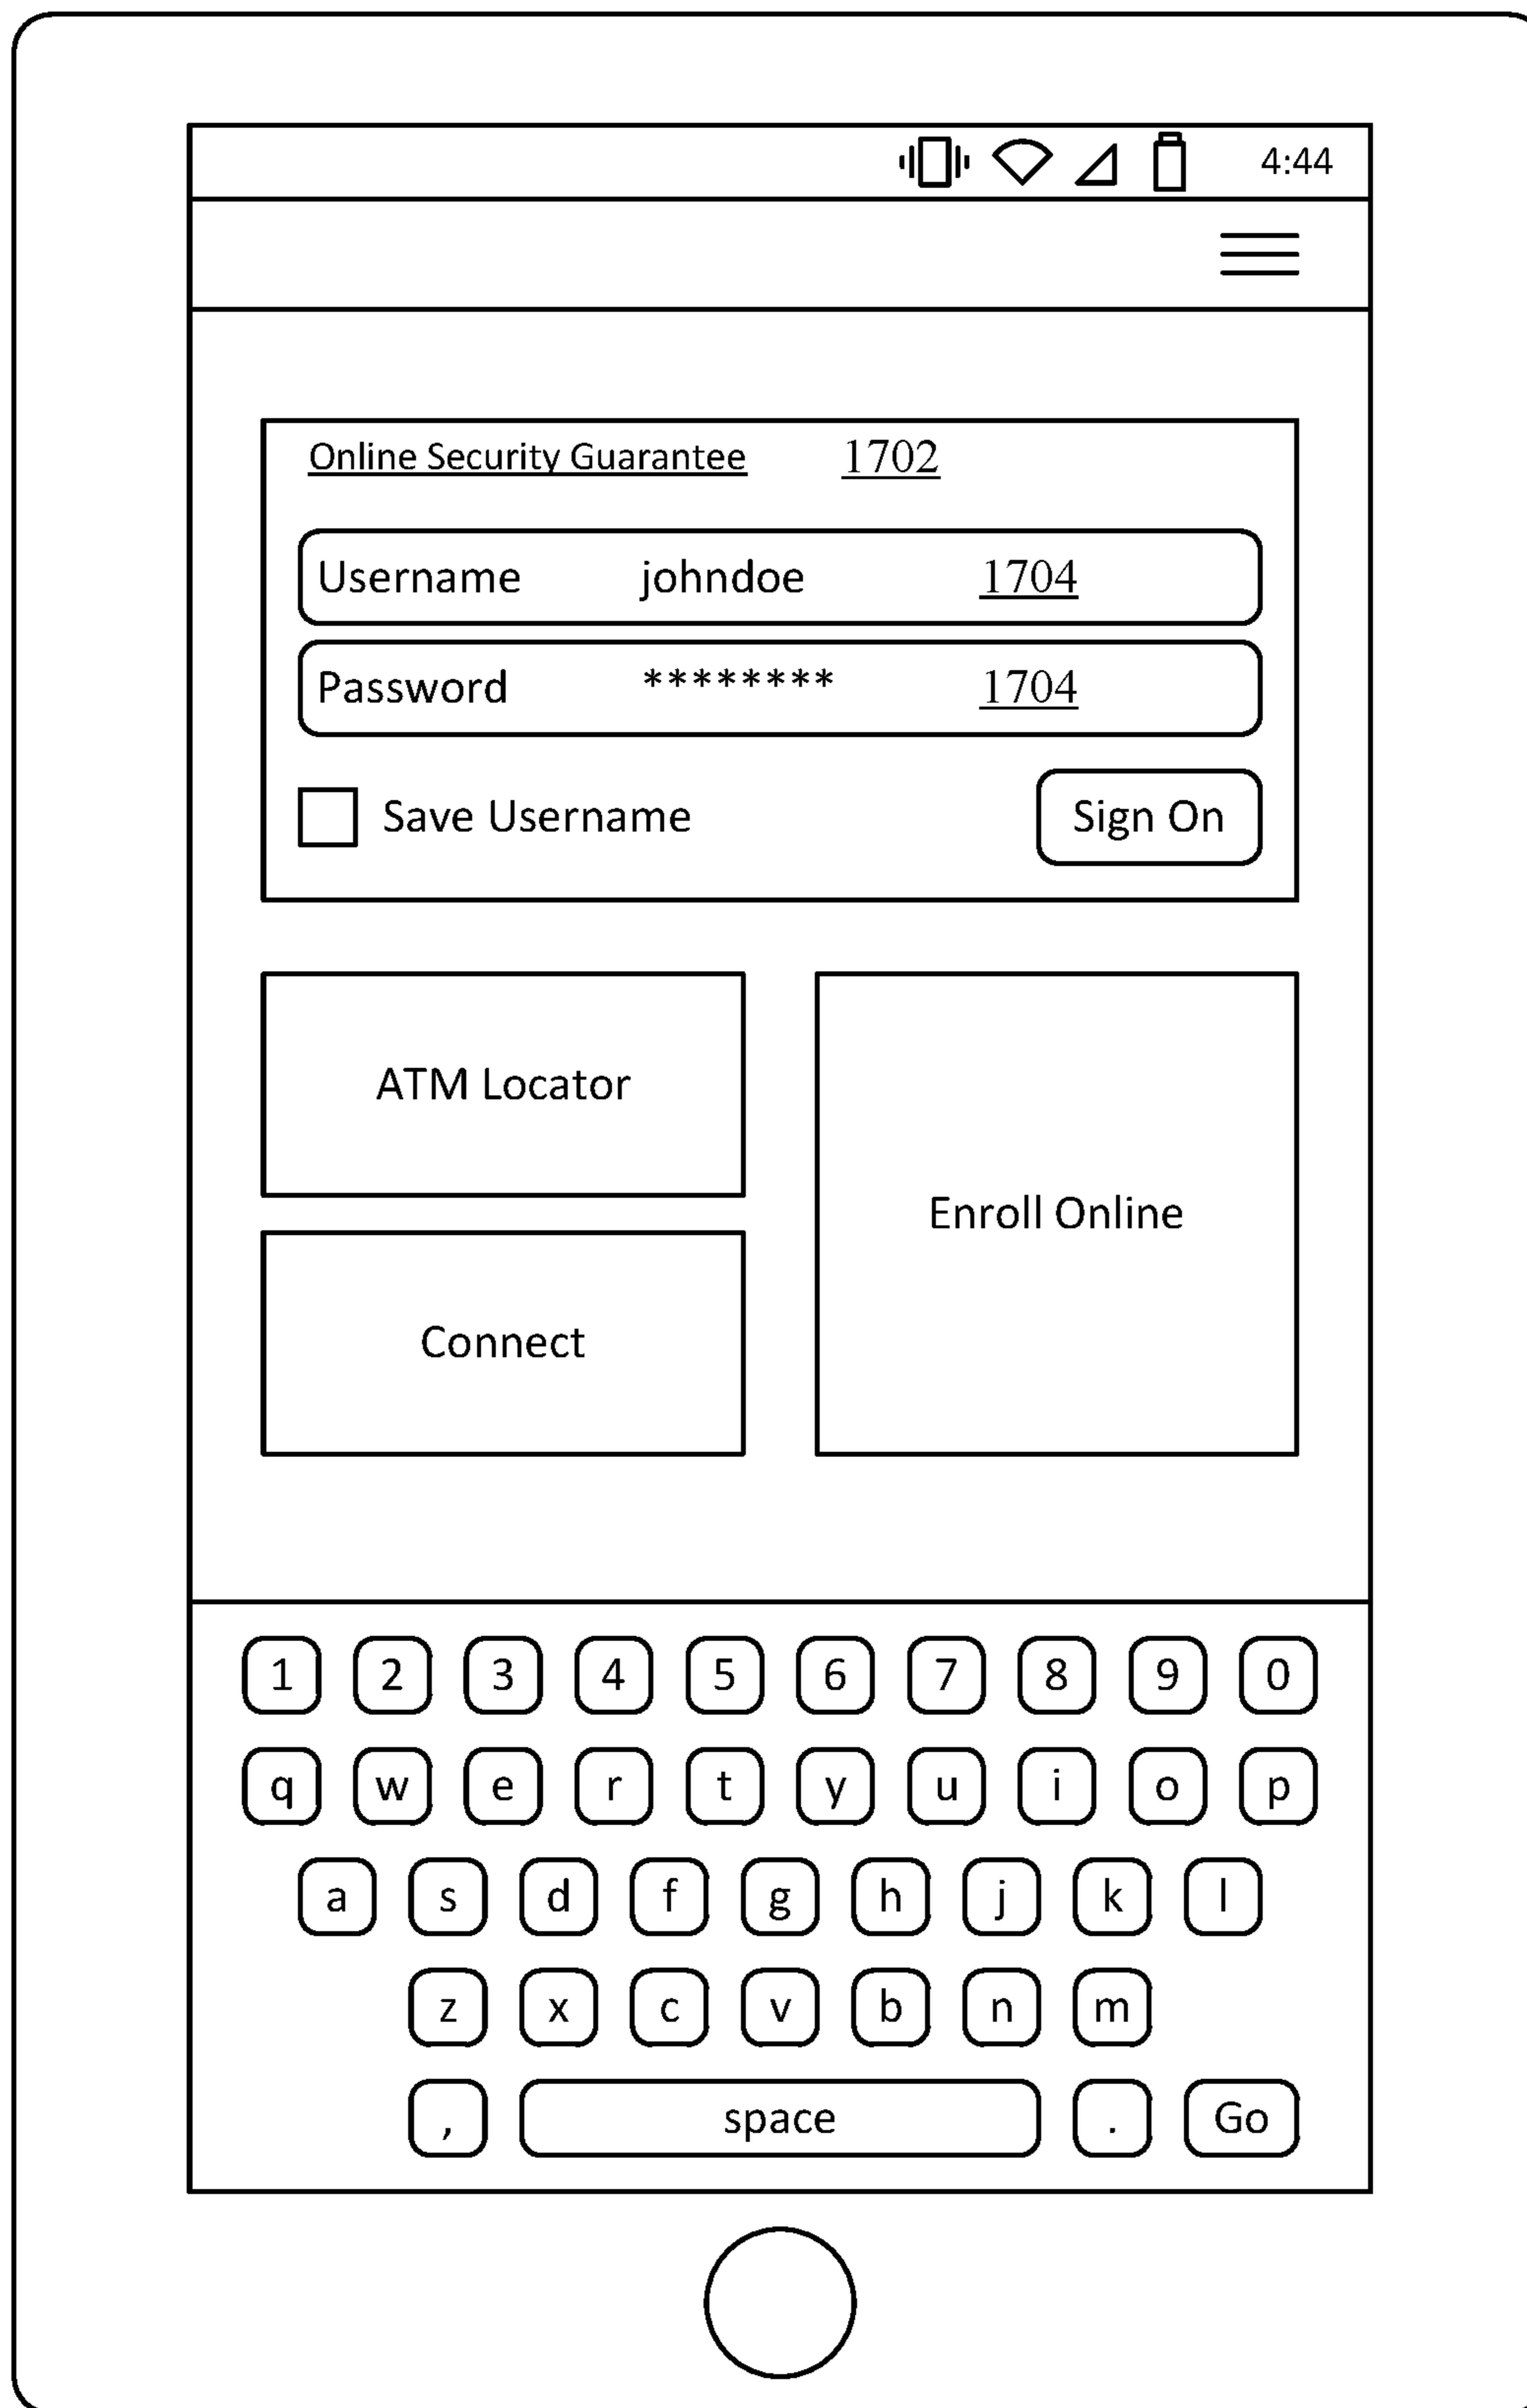 4:44
Online Security Guarantee 1702
Username johndoe 1704
Password ******** 1704
Save Username Sign On
ATM Locator
Enroll Online
Connect
1 2 3 4 5 6 7 8 9 0
q w e r t y u i o p
a s d f g h j k l
z x c v b n m
, space . Go